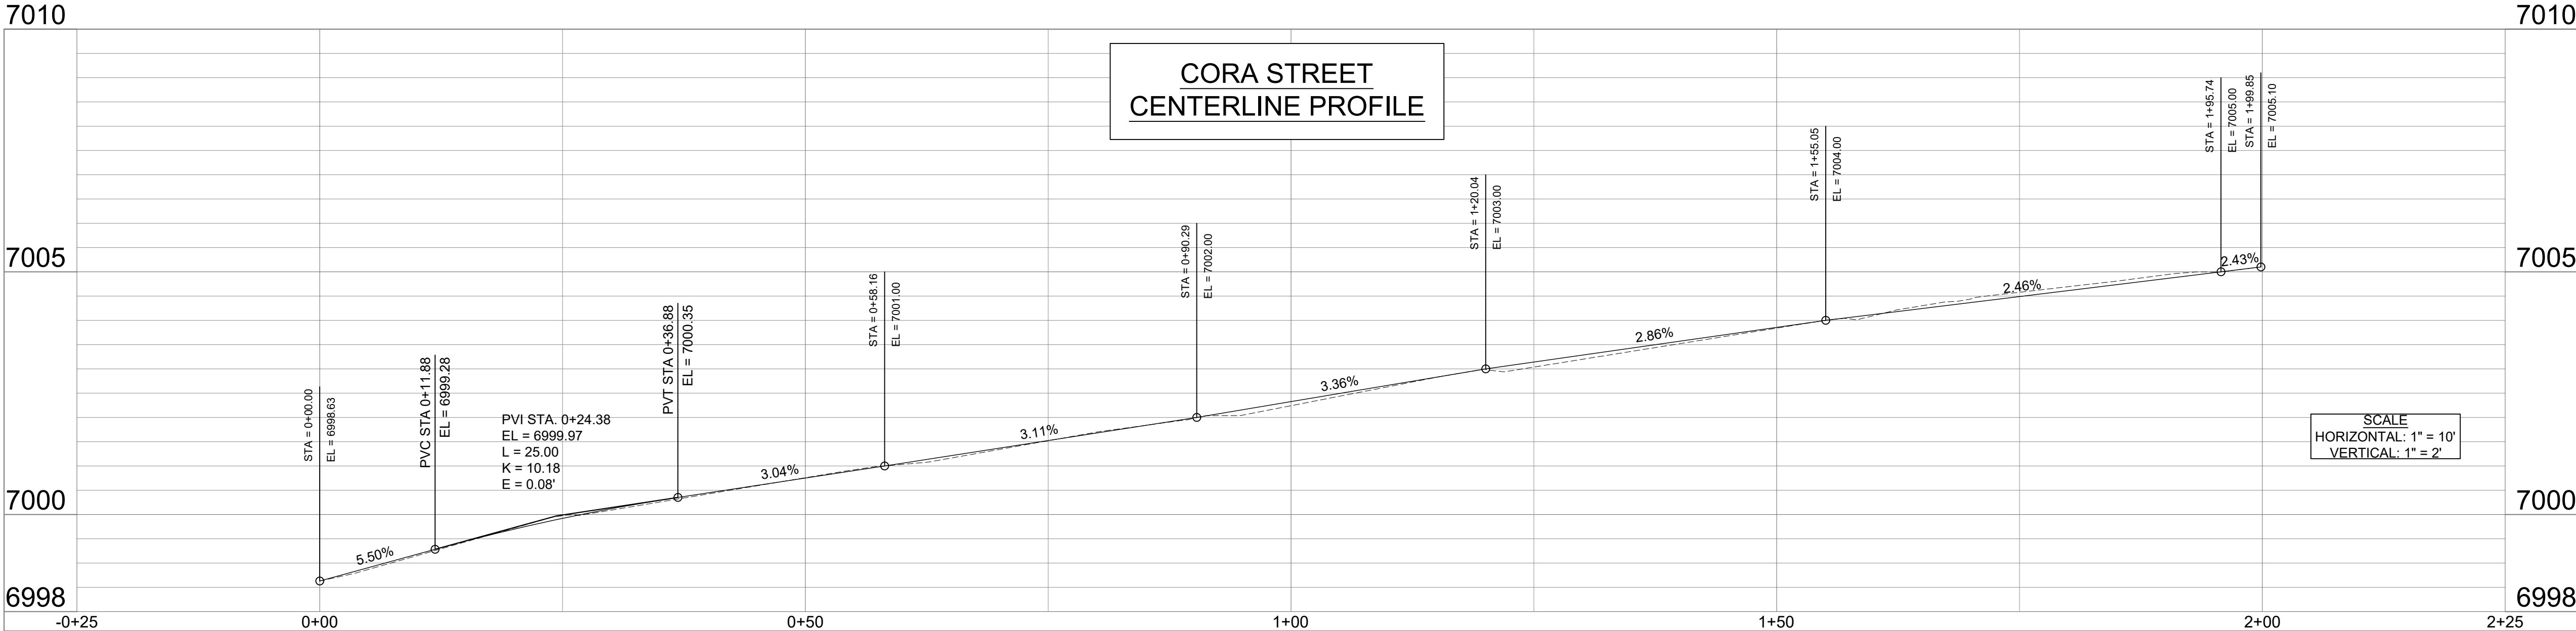 7010
7010
CORA STREET
CENTERLINE PROFILE
STA = 0+00.00
EL = 6998.63
5.50%
PVC STA 0+11.88
EL = 6999.28
PVI STA. 0+24.38
EL = 6999.97
L = 25.00
K = 10.18
E = 0.08'
PVT STA 0+36.88
EL = 7000.35
3.04%
STA = 0+58.16
EL = 7001.00
3.11%
STA = 0+90.29
EL = 7002.00
3.36%
STA = 1+20.04
EL = 7003.00
2.86%
STA = 1+55.05
EL = 7004.00
2.46%
STA = 1+95.74
EL = 7005.00
2.43%
STA = 1+99.85
EL = 7005.10
7005
7005
SCALE
HORIZONTAL: 1" = 10'
VERTICAL: 1" = 2'
7000
7000
6998
6998
-0+25
0+00
0+50
1+00
1+50
2+00
2+25